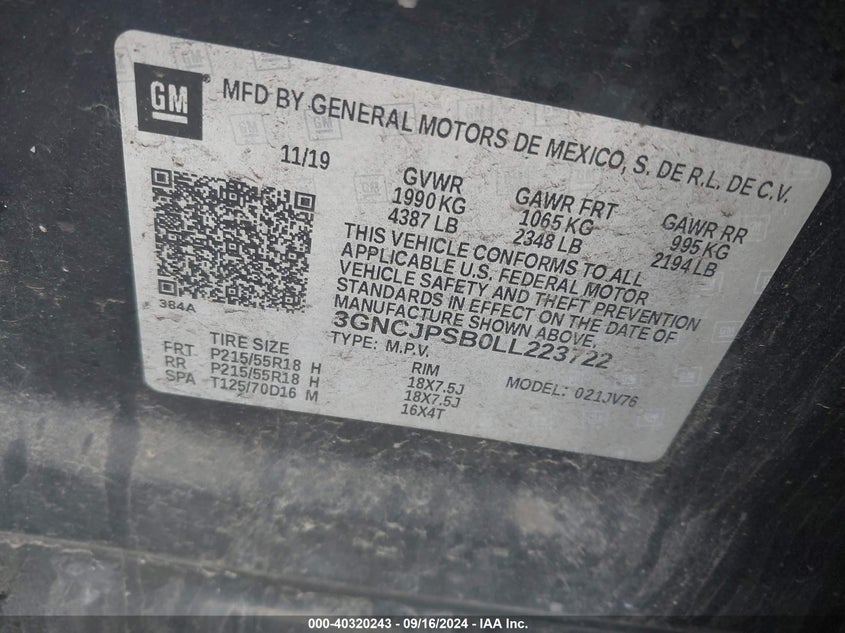 GM
MFD BY GENERAL MOTORS DE MEXICO, S. DE R.L. DE C.V.
11/19
GVWR
1990 KG
4387 LB
GAWR FRT
1065 KG
2348 LB
GAWR RR
995 KG
2194 LB
THIS VEHICLE CONFORMS TO ALL
APPLICABLE U.S. FEDERAL MOTOR
VEHICLE SAFETY AND THEFT PREVENTION
STANDARDS IN EFFECT ON THE DATE OF
MANUFACTURE SHOWN ABOVE.
384A
3GNCJPSB0LL223722
TYPE: M.P.V.
MODEL: 021JV76
TIRE SIZE
RIM
FRT P215/55R18 H 18X7.5J
RR P215/55R18 H 18X7.5J
SPA T125/70D16 M 16X4T
000-40320243 - 09/16/2024 - IAA Inc.